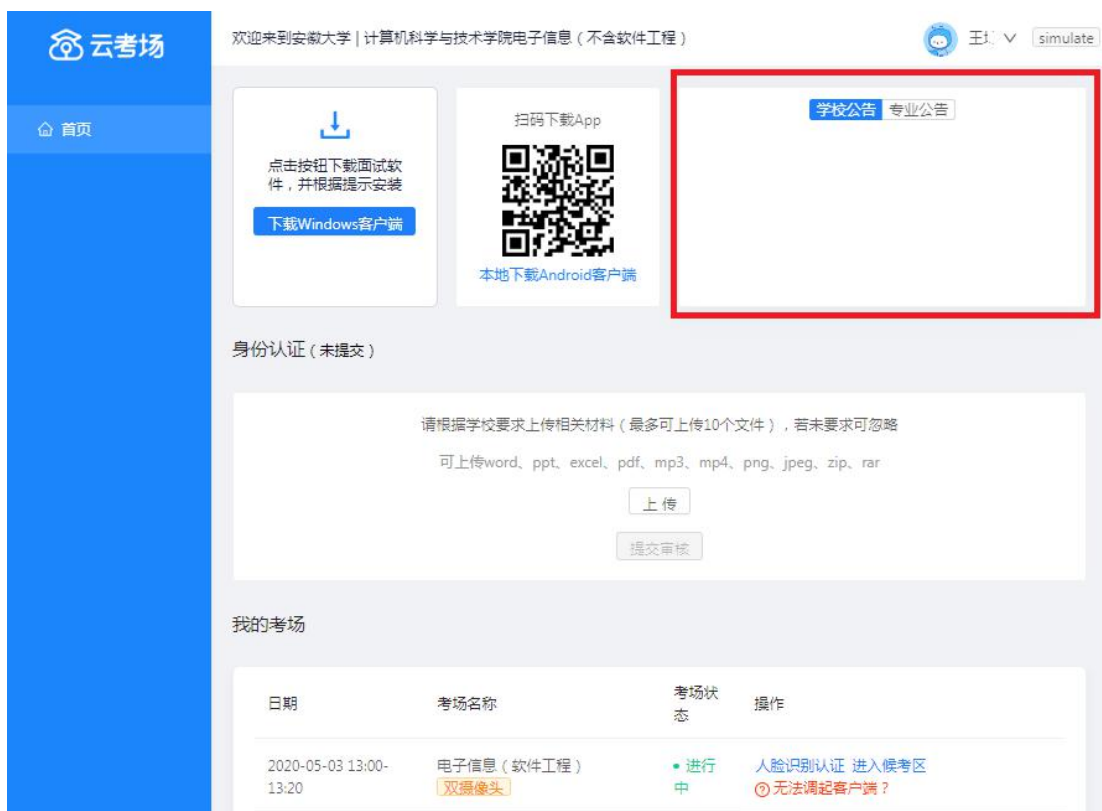 云考场
欢迎来到安徽大学 | 计算机科学与技术学院电子信息（不含软件工程）
王
simulate
首页
点击按钮下载面试软
件，并根据提示安装
下载Windows客户端
扫码下载App
本地下载Android客户端
学校公告 专业公告
身份认证（未提交）
请根据学校要求上传相关材料（最多可上传10个文件），若未要求可忽略
可上传word、ppt、excel、pdf、mp3、mp4、png、jpeg、zip、rar
上 传
提交审核
我的考场
日期
考场名称
考场状
态
操作
2020-05-03 13:00-
13:20
电子信息（软件工程）
双摄像头
进行
中
人脸识别认证 进入候考区
无法调起客户端？